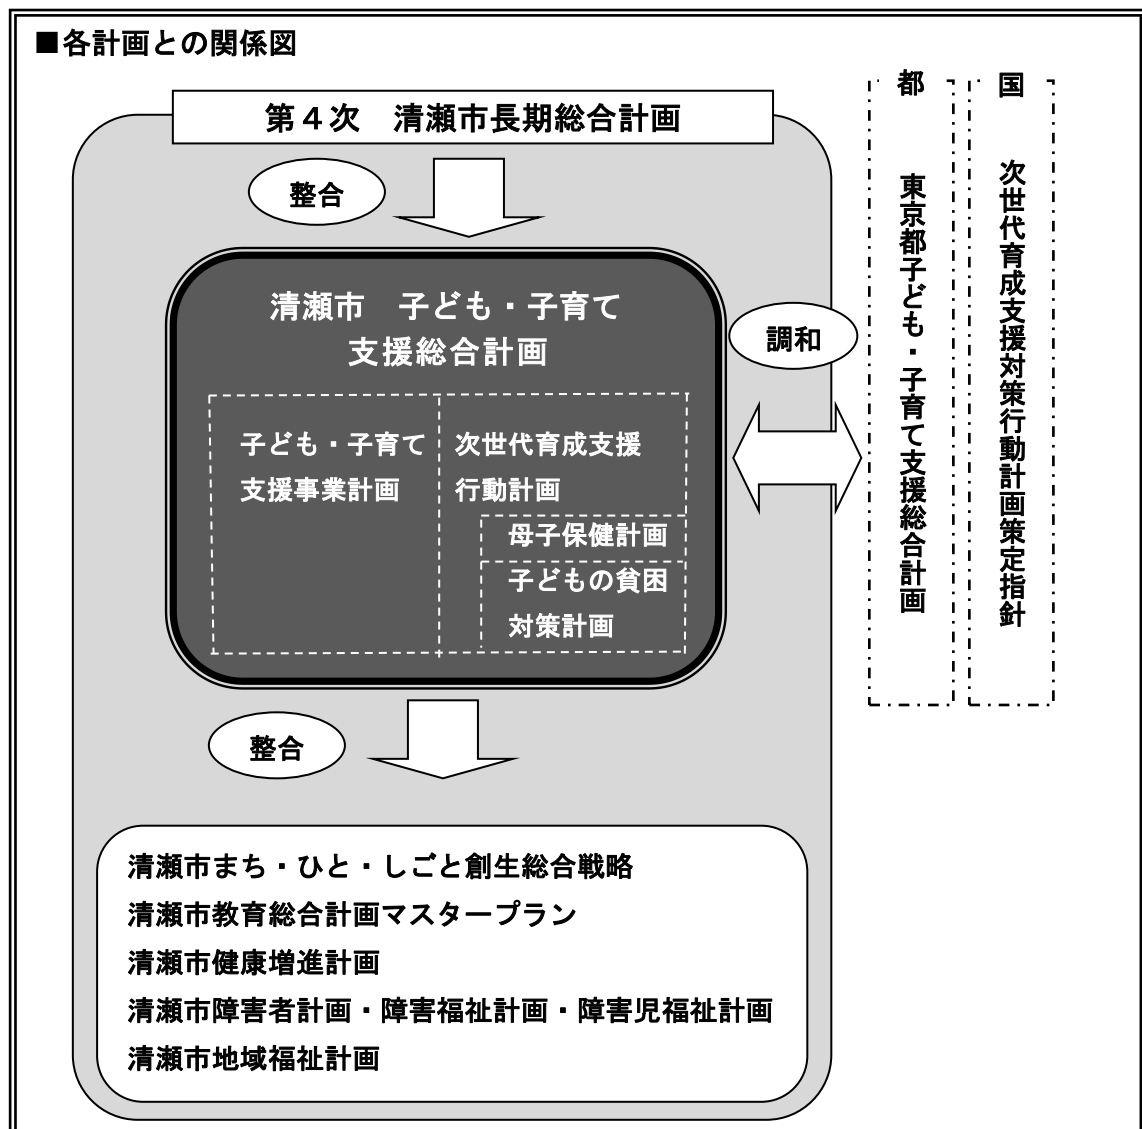 ■各計画との関係図
第４次　清瀬市長期総合計画
整合
清瀬市　子ども・子育て
支援総合計画
子ども・子育て
支援事業計画
次世代育成支援
行動計画
母子保健計画
子どもの貧困
対策計画
調和
都　東京都子ども・子育て支援総合計画
国　次世代育成支援対策行動計画策定指針
整合
清瀬市まち・ひと・しごと創生総合戦略
清瀬市教育総合計画マスタープラン
清瀬市健康増進計画
清瀬市障害者計画・障害福祉計画・障害児福祉計画
清瀬市地域福祉計画